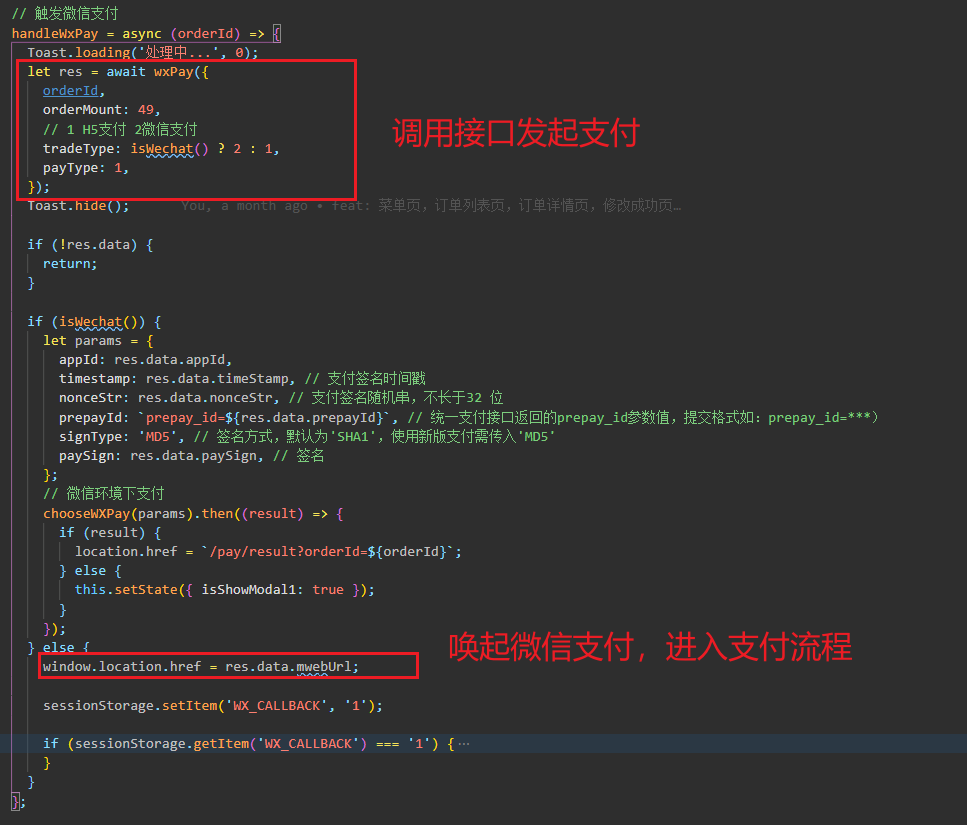 // 触发微信支付
handleWxPay = async (orderId) => {
Toast.loading('处理中...', 0);
let res = await wxPay({
orderId,
orderMount: 49,
// 1 H5支付 2微信支付
tradeType: isWechat() ? 2 : 1,
payType: 1,
});
调用接口发起支付
Toast.hide(); You, a month ago • feat: 菜单页，订单列表页，订单详情页，修改成功页…
if (!res.data) {
return;
}
if (isWechat()) {
let params = {
appId: res.data.appId,
timestamp: res.data.timeStamp, // 支付签名时间戳
nonceStr: res.data.nonceStr, // 支付签名随机串，不长于32 位
prepayId: `prepay_id=${res.data.prepayId}`, // 统一支付接口返回的prepay_id参数值，提交格式如：prepay_id=***）
signType: 'MD5', // 签名方式，默认为'SHA1'，使用新版支付需传入'MD5'
paySign: res.data.paySign, // 签名
};
// 微信环境下支付
chooseWXPay(params).then((result) => {
if (result) {
location.href = `/pay/result?orderId=${orderId}`;
} else {
this.setState({ isShowModal1: true });
}
});
} else {
唤起微信支付，进入支付流程
window.location.href = res.data.mwebUrl;
sessionStorage.setItem('WX_CALLBACK', '1');
if (sessionStorage.getItem('WX_CALLBACK') === '1') {…
}
}
};